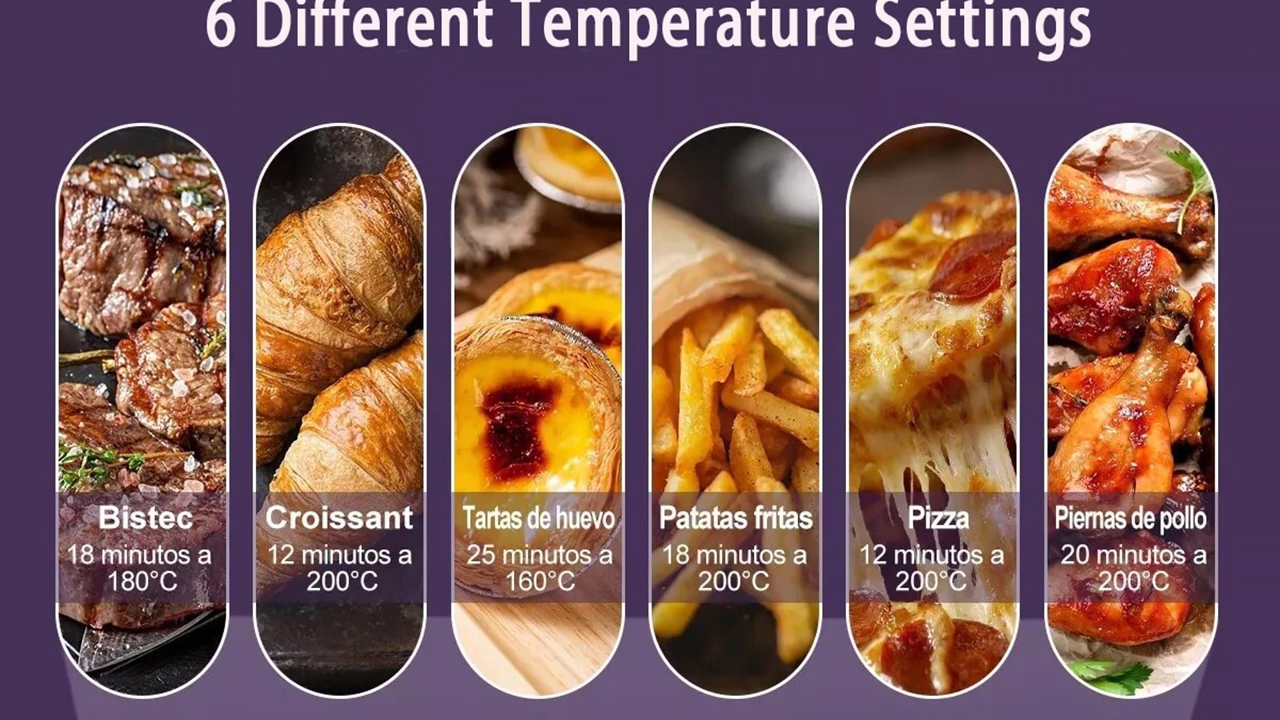 6 Different Temperature Settings
Bistec
18 minutos a
180°C
Croissant
12 minutos a
200°C
Tartas de huevo
25 minutos a
160°C
Patatas fritas
18 minutos a
200°C
Pizza
12 minutos a
200°C
Piernas de pollo
20 minutos a
200°C